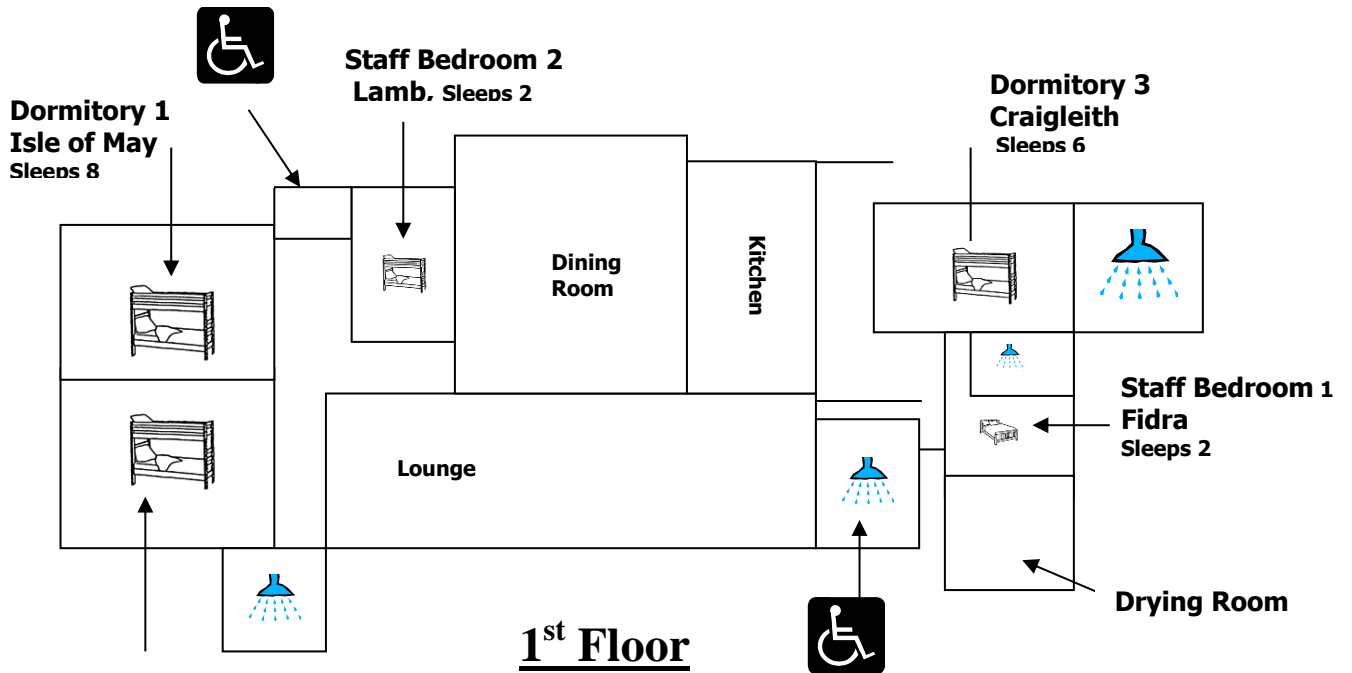 Staff Bedroom 2
Lamb, Sleeps 2
Dormitory 1
Isle of May
Sleeps 8
Dormitory 3
Craigleith
Sleeps 6
Dining
Room
Kitchen
Lounge
Staff Bedroom 1
Fidra
Sleeps 2
Drying Room
1st Floor